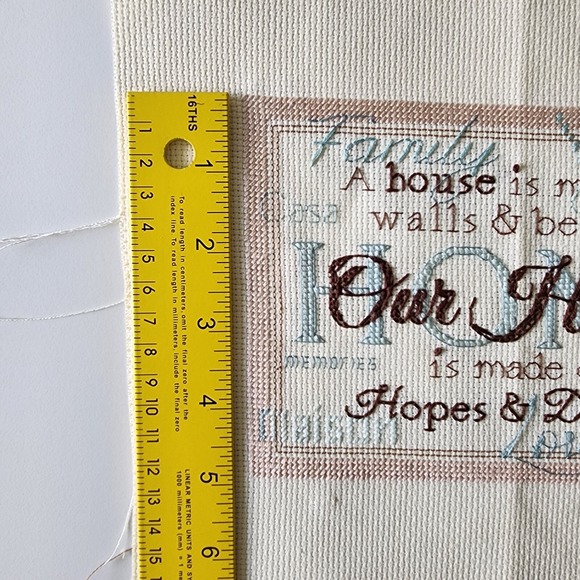 16THS
1
2
3
4
5
6
7
8
9
10
11
12
13
14
15
1
2
3
4
5
6
To read length in centimeters, omit the final zero after the
index line. To read length in millimeters, include the final zero
LINEAR METRIC UNITS AND SY
1000 millimeters (mm) = 1 me
Family
A house is m
Casa
walls & be
HOM
Our H
memories
is made
Hopes & D
Maison